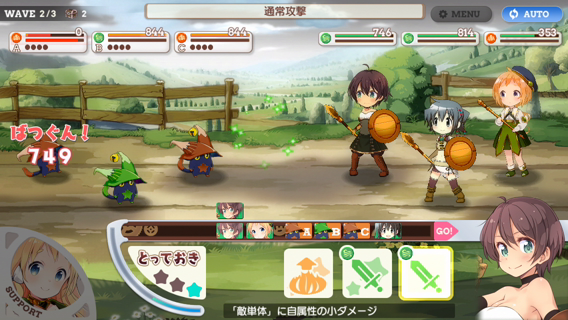 WAVE 2/3 2
通常攻撃
MENU
AUTO
A 0
B 844
C 844
746
814
353
ばつぐん!
749
A B C GO!
とっておき
SUPPORT
「敵単体」に自属性の小ダメージ